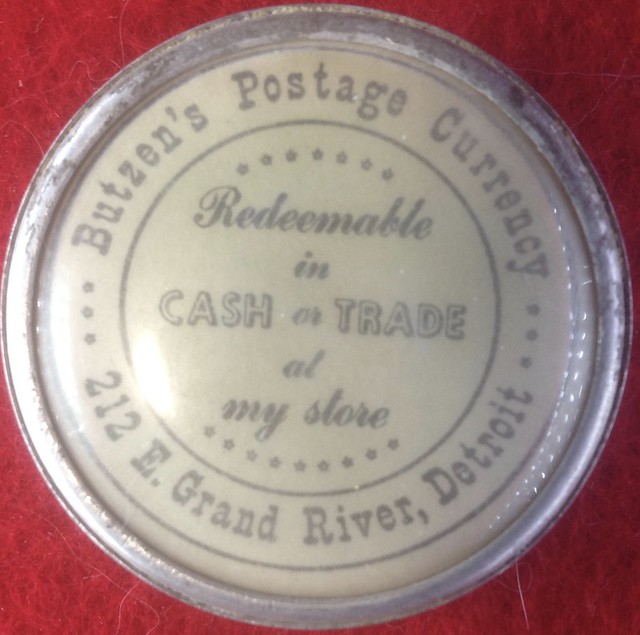 Butzen's Postage Currency
Redeemable
in
CASH or TRADE
at
my store
212 E. Grand River, Detroit